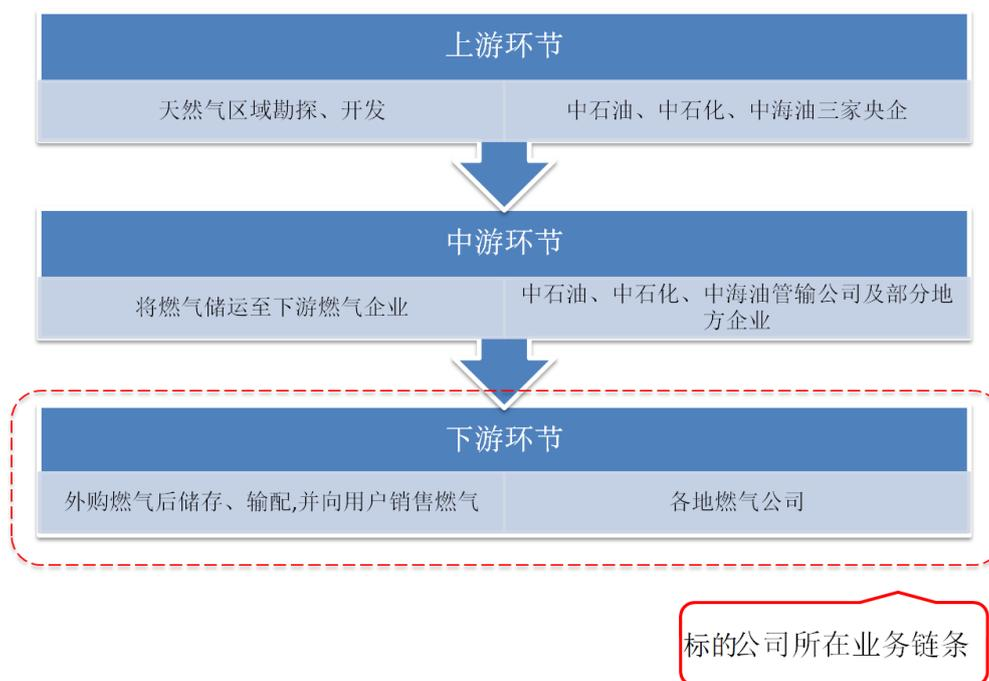 上游环节
天然气区域勘探、开发
中石油、中石化、中海油三家央企
中游环节
将燃气储运至下游燃气企业
中石油、中石化、中海油管输公司及部分地
方企业
下游环节
外购燃气后储存、输配,并向用户销售燃气
各地燃气公司
标的公司所在业务链条